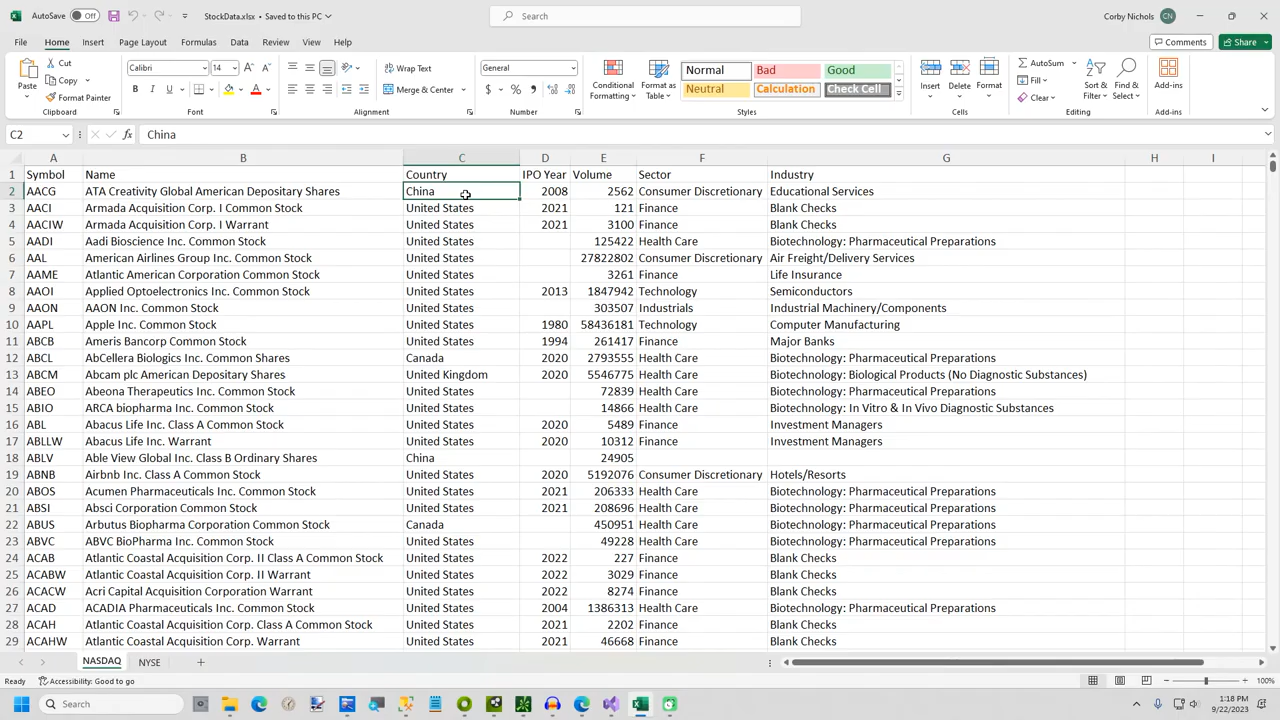 AutoSave Off StockData.xlsx • Saved to this PC Search Corby Nichols CN
File Home Insert Page Layout Formulas Data Review View Help Comments Share
Paste Cut Copy Format Painter Clipboard
Calibri 14 B I U A Font
Wrap Text Merge & Center Alignment
General $ % , Number
Conditional Formatting Format as Table Normal Bad Good Neutral Calculation Check Cell Styles
Insert Delete Format Cells
AutoSum Fill Clear Sort & Filter Find & Select Editing
Add-ins Add-ins
C2 fx China
A B C D E F G H I
1 Symbol Name Country IPO Year Volume Sector Industry
2 AACG ATA Creativity Global American Depositary Shares China 2008 2562 Consumer Discretionary Educational Services
3 AACI Armada Acquisition Corp. I Common Stock United States 2021 121 Finance Blank Checks
4 AACIW Armada Acquisition Corp. I Warrant United States 2021 3100 Finance Blank Checks
5 AADI Aadi Bioscience Inc. Common Stock United States 125422 Health Care Biotechnology: Pharmaceutical Preparations
6 AAL American Airlines Group Inc. Common Stock United States 27822802 Consumer Discretionary Air Freight/Delivery Services
7 AAME Atlantic American Corporation Common Stock United States 3261 Finance Life Insurance
8 AAOI Applied Optoelectronics Inc. Common Stock United States 2013 1847942 Technology Semiconductors
9 AAON AAON Inc. Common Stock United States 303507 Industrials Industrial Machinery/Components
10 AAPL Apple Inc. Common Stock United States 1980 58436181 Technology Computer Manufacturing
11 ABCB Ameris Bancorp Common Stock United States 1994 261417 Finance Major Banks
12 ABCL AbCellera Biologics Inc. Common Shares Canada 2020 2793555 Health Care Biotechnology: Pharmaceutical Preparations
13 ABCM Abcam plc American Depositary Shares United Kingdom 2020 5546775 Health Care Biotechnology: Biological Products (No Diagnostic Substances)
14 ABEO Abeona Therapeutics Inc. Common Stock United States 72839 Health Care Biotechnology: Pharmaceutical Preparations
15 ABIO ARCA biopharma Inc. Common Stock United States 14866 Health Care Biotechnology: In Vitro & In Vivo Diagnostic Substances
16 ABL Abacus Life Inc. Class A Common Stock United States 2020 5489 Finance Investment Managers
17 ABLLW Abacus Life Inc. Warrant United States 2020 10312 Finance Investment Managers
18 ABLV Able View Global Inc. Class B Ordinary Shares China 24905
19 ABNB Airbnb Inc. Class A Common Stock United States 2020 5192076 Consumer Discretionary Hotels/Resorts
20 ABOS Acumen Pharmaceuticals Inc. Common Stock United States 2021 206333 Health Care Biotechnology: Pharmaceutical Preparations
21 ABSI Absci Corporation Common Stock United States 2021 208696 Health Care Biotechnology: Pharmaceutical Preparations
22 ABUS Arbutus Biopharma Corporation Common Stock Canada 450951 Health Care Biotechnology: Pharmaceutical Preparations
23 ABVC ABVC BioPharma Inc. Common Stock United States 49228 Health Care Biotechnology: Pharmaceutical Preparations
24 ACAB Atlantic Coastal Acquisition Corp. II Class A Common Stock United States 2022 227 Finance Blank Checks
25 ACABW Atlantic Coastal Acquisition Corp. II Warrant United States 2022 3029 Finance Blank Checks
26 ACACW Acri Capital Acquisition Corporation Warrant United States 2022 8274 Finance Blank Checks
27 ACAD ACADIA Pharmaceuticals Inc. Common Stock United States 2004 1386313 Health Care Biotechnology: Pharmaceutical Preparations
28 ACAH Atlantic Coastal Acquisition Corp. Class A Common Stock United States 2021 2202 Finance Blank Checks
29 ACAHW Atlantic Coastal Acquisition Corp. Warrant United States 2021 46668 Finance Blank Checks
NASDAQ NYSE
Ready Accessibility: Good to go 100%
Search 1:18 PM
9/22/2023